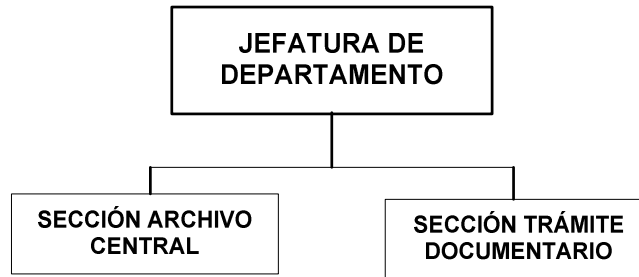 JEFATURA DE
DEPARTAMENTO
SECCIÓN ARCHIVO
CENTRAL
SECCIÓN TRÁMITE
DOCUMENTARIO